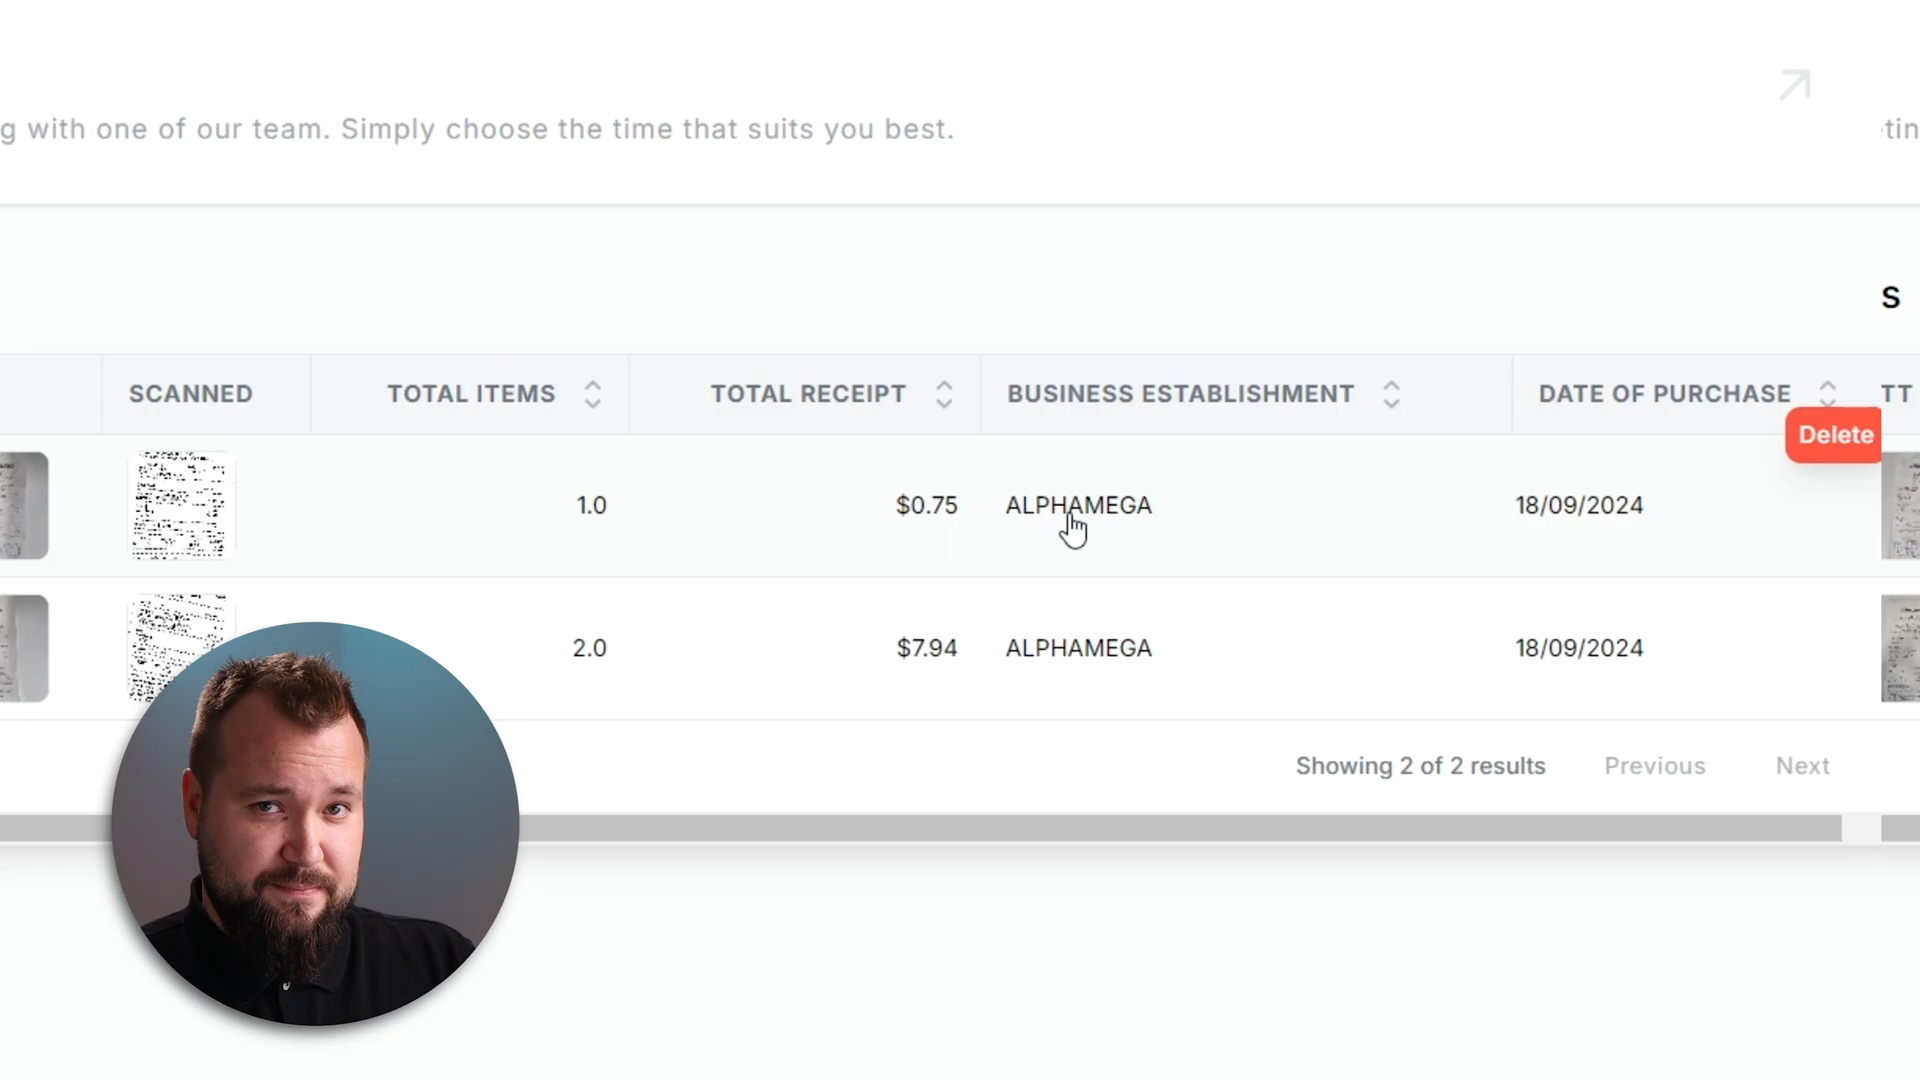 g with one of our team. Simply choose the time that suits you best.
tin
S
SCANNED TOTAL ITEMS TOTAL RECEIPT BUSINESS ESTABLISHMENT DATE OF PURCHASE TT
Delete
1.0 $0.75 ALPHAMEGA 18/09/2024
2.0 $7.94 ALPHAMEGA 18/09/2024
Showing 2 of 2 results Previous Next